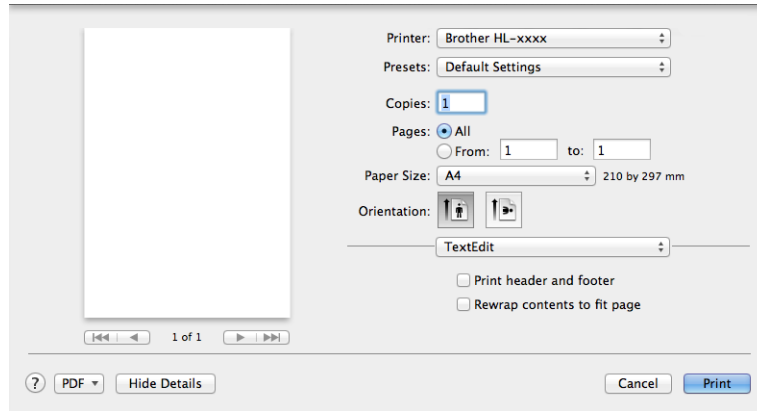 Printer: Brother HL-xxxx
Presets: Default Settings
Copies: 1
Pages: All
From: 1 to: 1
Paper Size: A4 210 by 297 mm
Orientation:
TextEdit
Print header and footer
Rewrap contents to fit page
1 of 1
? PDF Hide Details Cancel Print